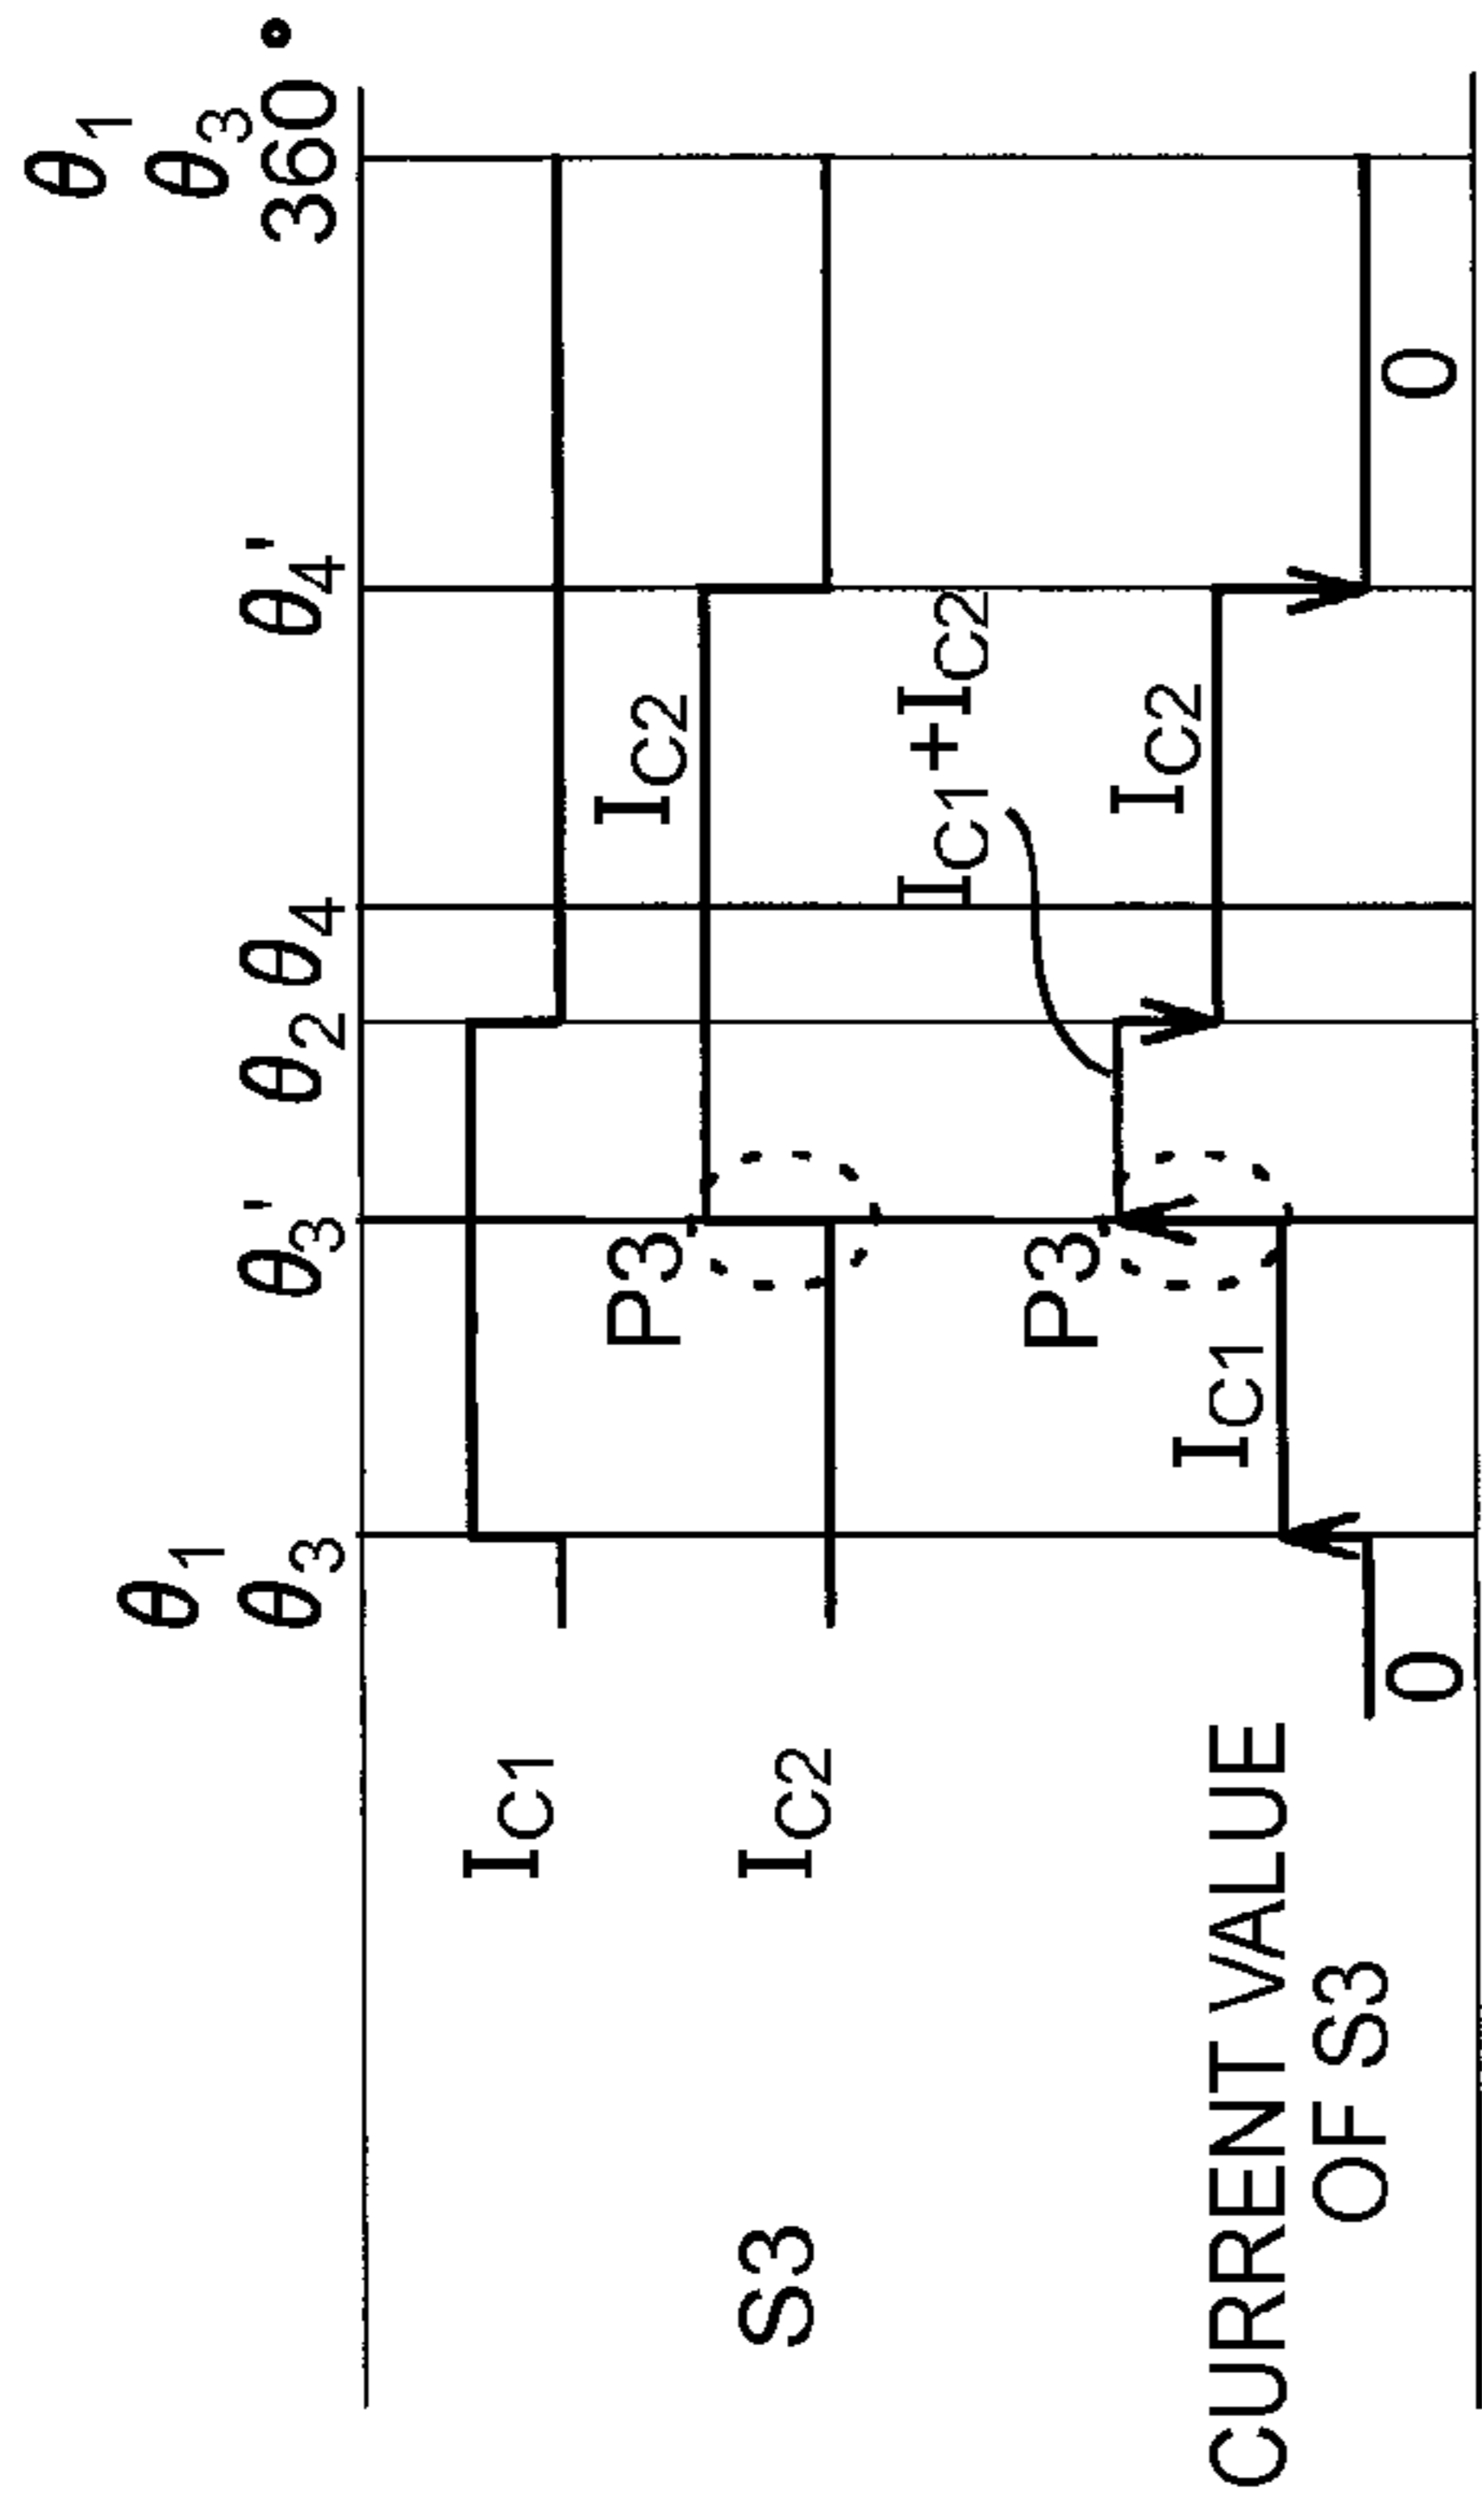 θ1 θ1
θ3 θ3' θ2 θ4 θ4' θ3
360°
IC1
IC2
P3 IC2
S3 IC2
IC1+IC2
P3
IC1 IC2
CURRENT VALUE
OF S3
0 0